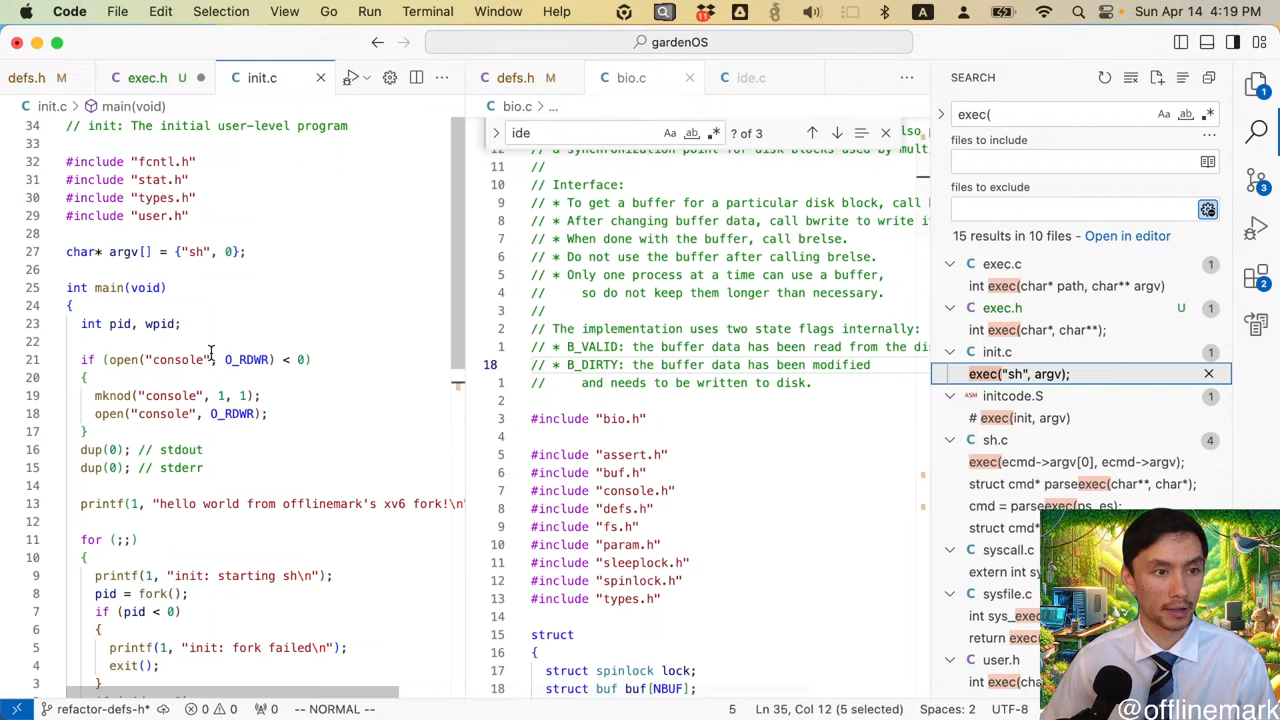 Code File Edit Selection View Go Run Terminal Window Help 11 A Sun Apr 14 4:19 PM
gardenOS
defs.h M
exec.h U
init.c
defs.h M
bio.c
ide.c
SEARCH
init.c main(void)
34 // init: The initial user-level program
33
32 #include "fcntl.h"
31 #include "stat.h"
30 #include "types.h"
29 #include "user.h"
28
27 char* argv[] = {"sh", 0};
26
25 int main(void)
24 {
23 int pid, wpid;
22
21 if (open("console", O_RDWR) < 0)
20 {
19 mknod("console", 1, 1);
18 open("console", O_RDWR);
17 }
16 dup(0); // stdout
15 dup(0); // stderr
14
13 printf(1, "hello world from offlinemark's xv6 fork!\n"
12
11 for (;;)
10 {
9 printf(1, "init: starting sh\n");
8 pid = fork();
7 if (pid < 0)
6 {
5 printf(1, "init: fork failed\n");
4 exit();
3 }
bio.c ...
ide Aa ab ? of 3
12 // a synchronization point for disk blocks used by mult
11 //
10 // Interface:
9 // * To get a buffer for a particular disk block, call b
8 // * After changing buffer data, call bwrite to write i
7 // * When done with the buffer, call brelse.
6 // * Do not use the buffer after calling brelse.
5 // * Only one process at a time can use a buffer,
4 // so do not keep them longer than necessary.
3 //
2 // The implementation uses two state flags internally:
1 // * B_VALID: the buffer data has been read from the di
18 // * B_DIRTY: the buffer data has been modified
1 // and needs to be written to disk.
2
3 #include "bio.h"
4
5 #include "assert.h"
6 #include "buf.h"
7 #include "console.h"
8 #include "defs.h"
9 #include "fs.h"
10 #include "param.h"
11 #include "sleeplock.h"
12 #include "spinlock.h"
13 #include "types.h"
14
15 struct
16 {
17 struct spinlock lock;
18 struct buf buf[NBUF];
exec( Aa ab
files to include
files to exclude
15 results in 10 files - Open in editor
exec.c 1
int exec(char* path, char** argv)
exec.h U 1
int exec(char*, char**);
init.c 1
exec("sh", argv);
ASM initcode.S 1
# exec(init, argv)
sh.c 4
exec(ecmd->argv[0], ecmd->argv);
struct cmd* parseexec(char**, char*);
cmd = parseexec(ps, es);
struct cmd*
syscall.c
extern int sy
sysfile.c
int sys_exe
return exec
user.h
int exec(cha
1
3
2
refactor-defs-h* 0 0 0 -- NORMAL -- 5 Ln 35, Col 12 (5 selected) Spaces: 2 UTF-8
@offlinemark